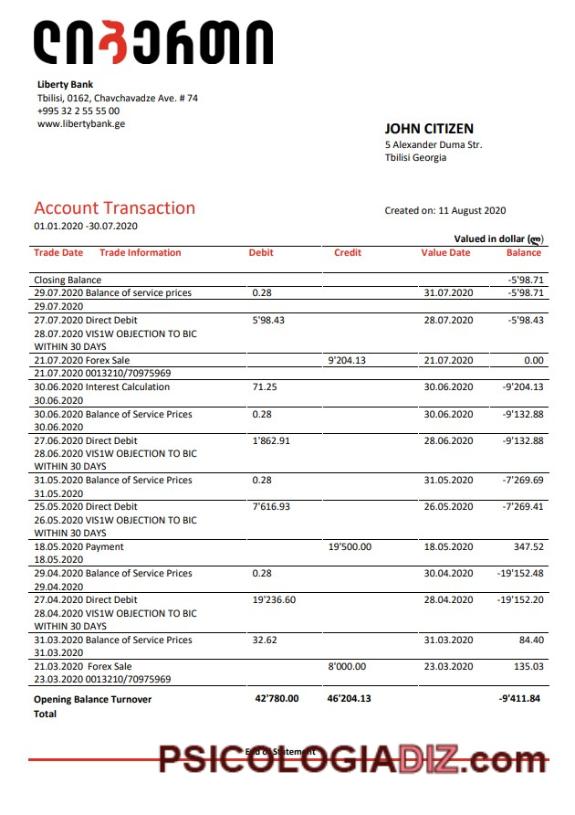 ლიბერთი
Liberty Bank
Tbilisi, 0162, Chavchavadze Ave. # 74
+995 32 2 55 55 00
www.libertybank.ge
JOHN CITIZEN
5 Alexander Duma Str.
Tbilisi Georgia
Account Transaction
Created on: 11 August 2020
01.01.2020 -30.07.2020
Valued in dollar (ლ)
Trade Date Trade Information Debit Credit Value Date Balance
Closing Balance -5'98.71
29.07.2020 Balance of service prices 0.28 31.07.2020 -5'98.71
29.07.2020
27.07.2020 Direct Debit 5'98.43 28.07.2020 -5'98.43
28.07.2020 VIS1W OBJECTION TO BIC
WITHIN 30 DAYS
21.07.2020 Forex Sale 9'204.13 21.07.2020 0.00
21.07.2020 0013210/70975969
30.06.2020 Interest Calculation 71.25 30.06.2020 -9'204.13
30.06.2020
30.06.2020 Balance of Service Prices 0.28 30.06.2020 -9'132.88
30.06.2020
27.06.2020 Direct Debit 1'862.91 28.06.2020 -9'132.88
28.06.2020 VIS1W OBJECTION TO BIC
WITHIN 30 DAYS
31.05.2020 Balance of Service Prices 0.28 31.05.2020 -7'269.69
31.05.2020
25.05.2020 Direct Debit 7'616.93 26.05.2020 -7'269.41
26.05.2020 VIS1W OBJECTION TO BIC
WITHIN 30 DAYS
18.05.2020 Payment 19'500.00 18.05.2020 347.52
18.05.2020
29.04.2020 Balance of Service Prices 0.28 30.04.2020 -19'152.48
29.04.2020
27.04.2020 Direct Debit 19'236.60 28.04.2020 -19'152.20
28.04.2020 VIS1W OBJECTION TO BIC
WITHIN 30 DAYS
31.03.2020 Balance of Service Prices 32.62 31.03.2020 84.40
31.03.2020
21.03.2020 Forex Sale 8'000.00 23.03.2020 135.03
23.03.2020 0013210/70975969
Opening Balance Turnover 42'780.00 46'204.13 -9'411.84
Total
* End of Statement
PSICOLOGIADIZ.com